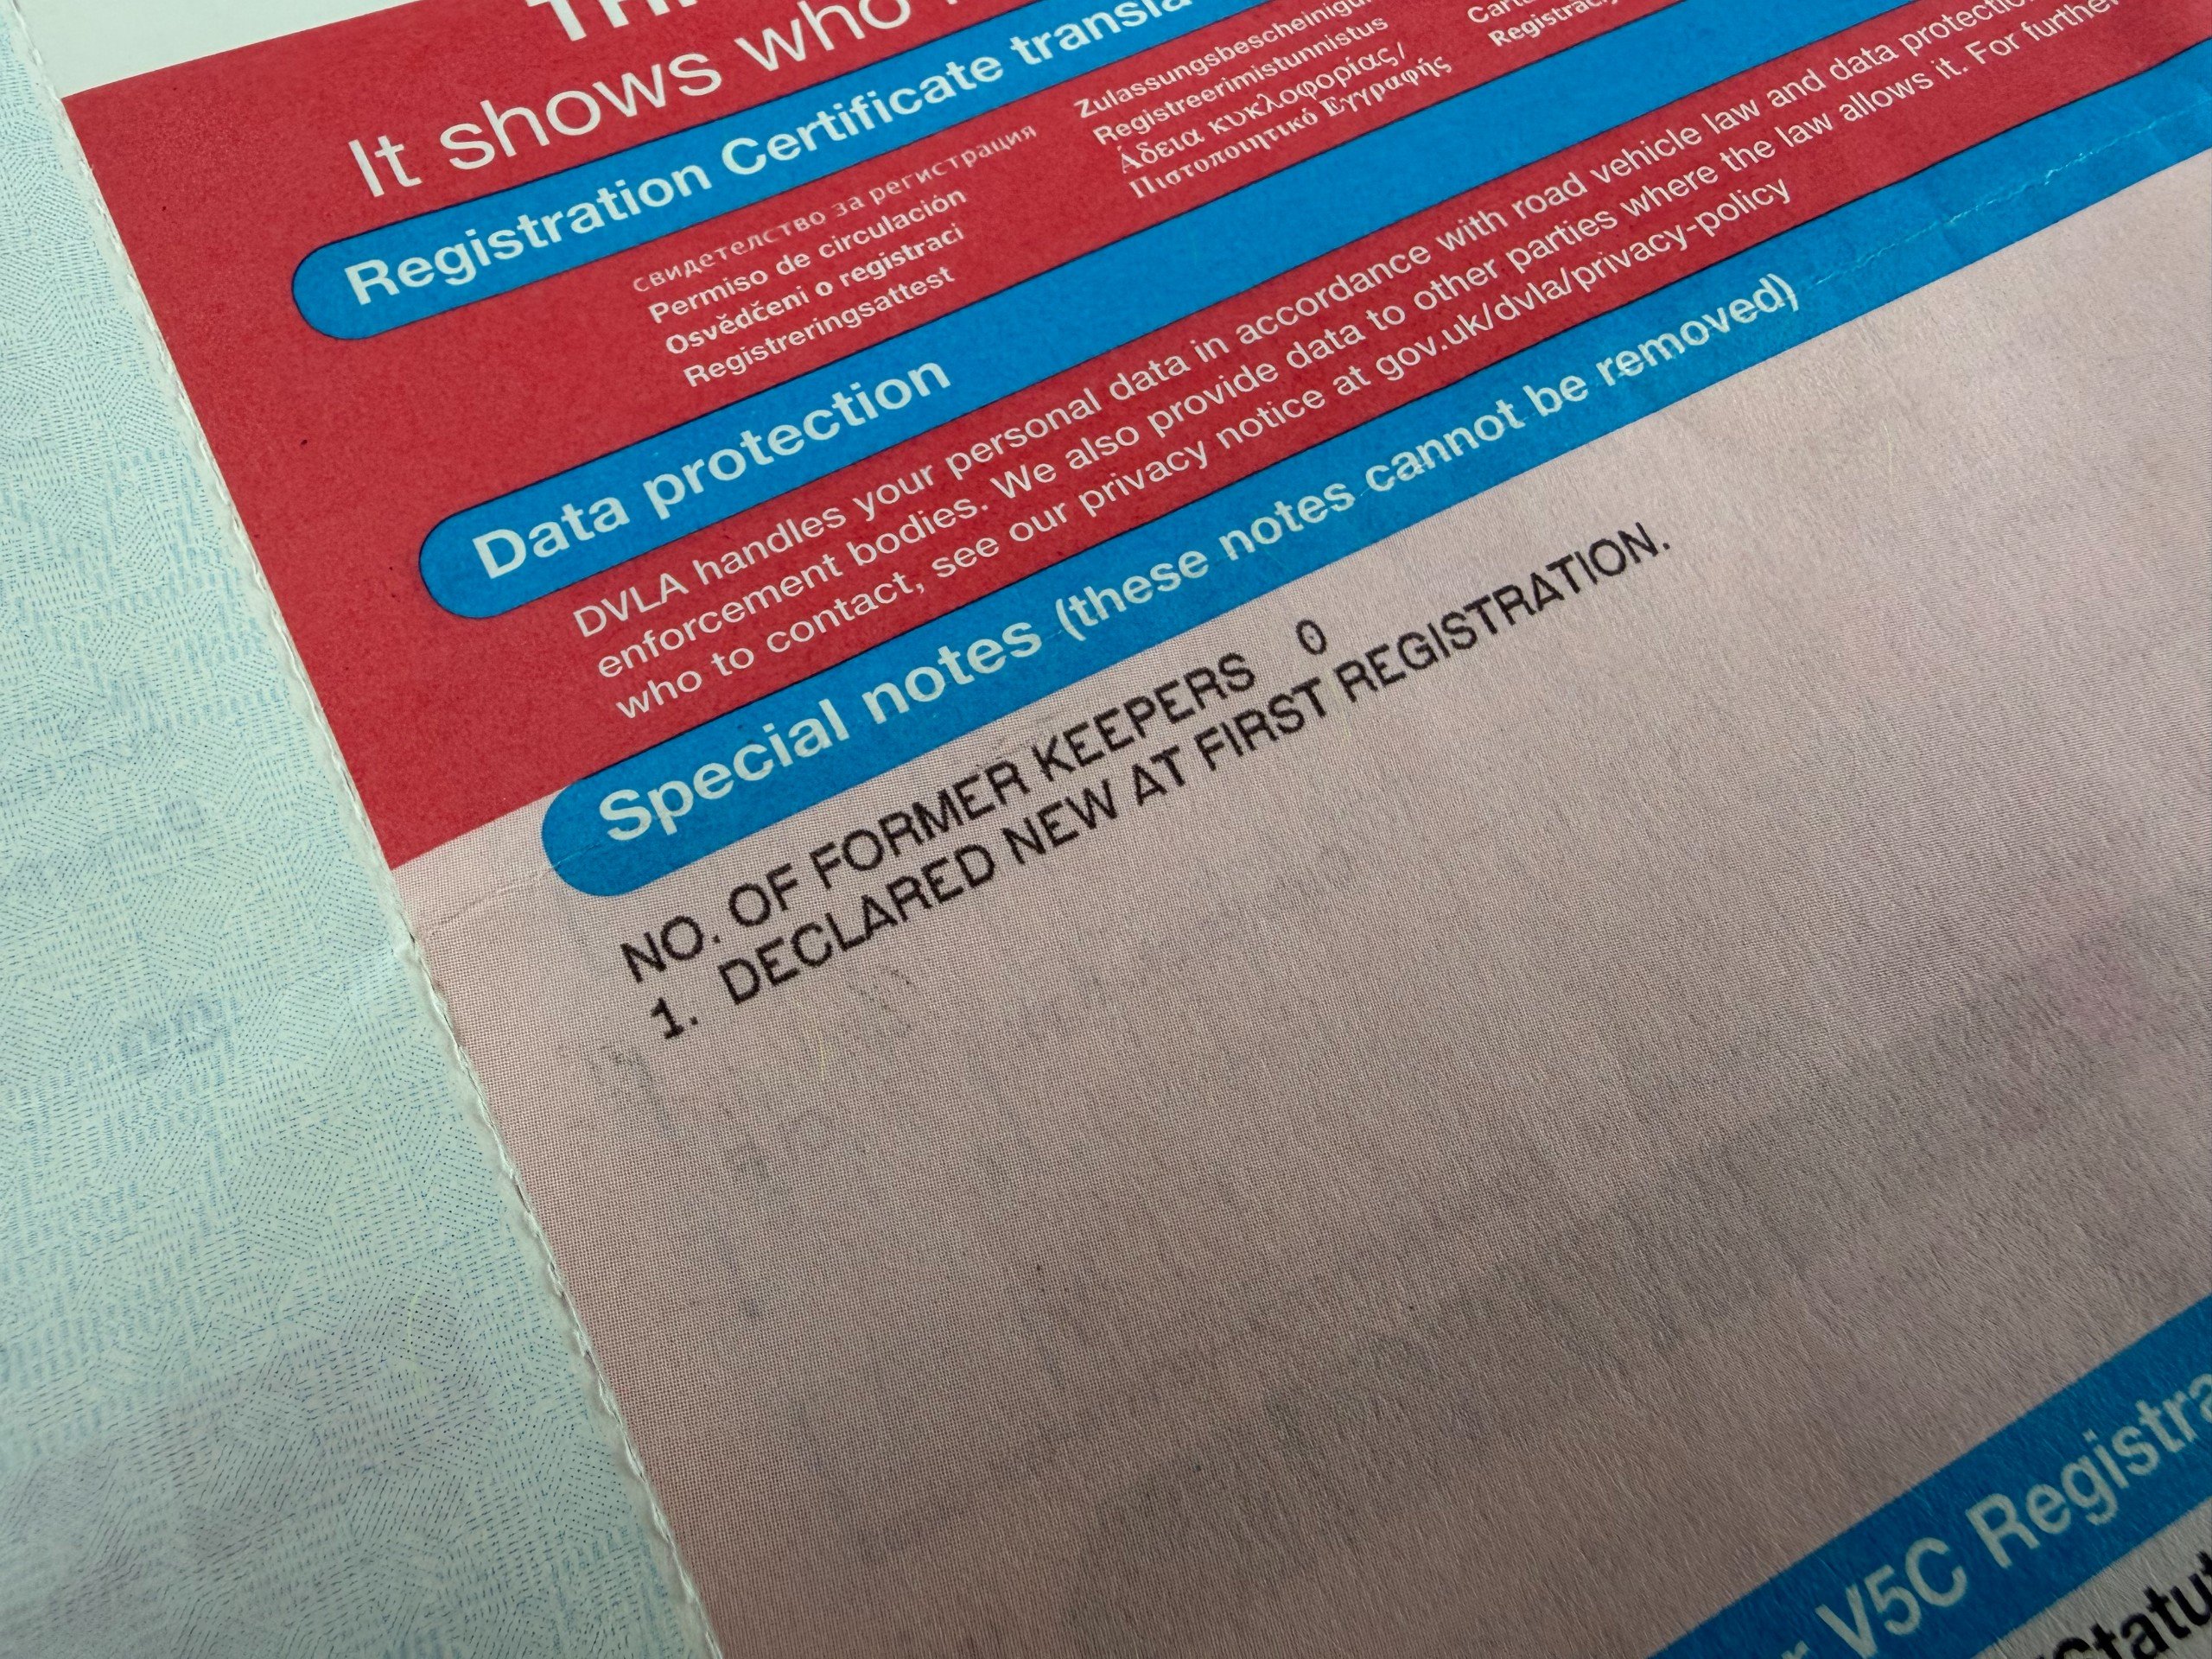 It shows who
Registration Certificate
свидетелство за регистрация
Permiso de circulación
Osvědčeni o registraci
Registreringsattest
Zulassungsbescheinigung
Registreerimistunnistus
Άδεια κυκλοφορίας/
Πιστοποιητικό Εγγραφής
Data protection
DVLA handles your personal data in accordance with road vehicle law and data protection
enforcement bodies. We also provide data to other parties where the law allows it. For further
who to contact, see our privacy notice at gov.uk/dvla/privacy-policy
Special notes (these notes cannot be removed)
NO. OF FORMER KEEPERS 0
1. DECLARED NEW AT FIRST REGISTRATION.
V5C